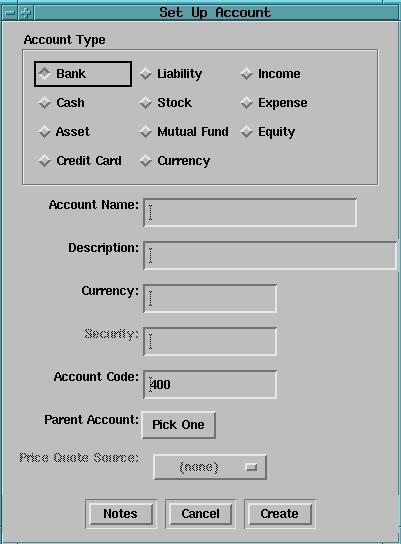 Set Up Account
Account Type
Bank Liability Income
Cash Stock Expense
Asset Mutual Fund Equity
Credit Card Currency
Account Name:
Description:
Currency:
Security:
Account Code: 400
Parent Account: Pick One
Price Quote Source: (none)
Notes Cancel Create